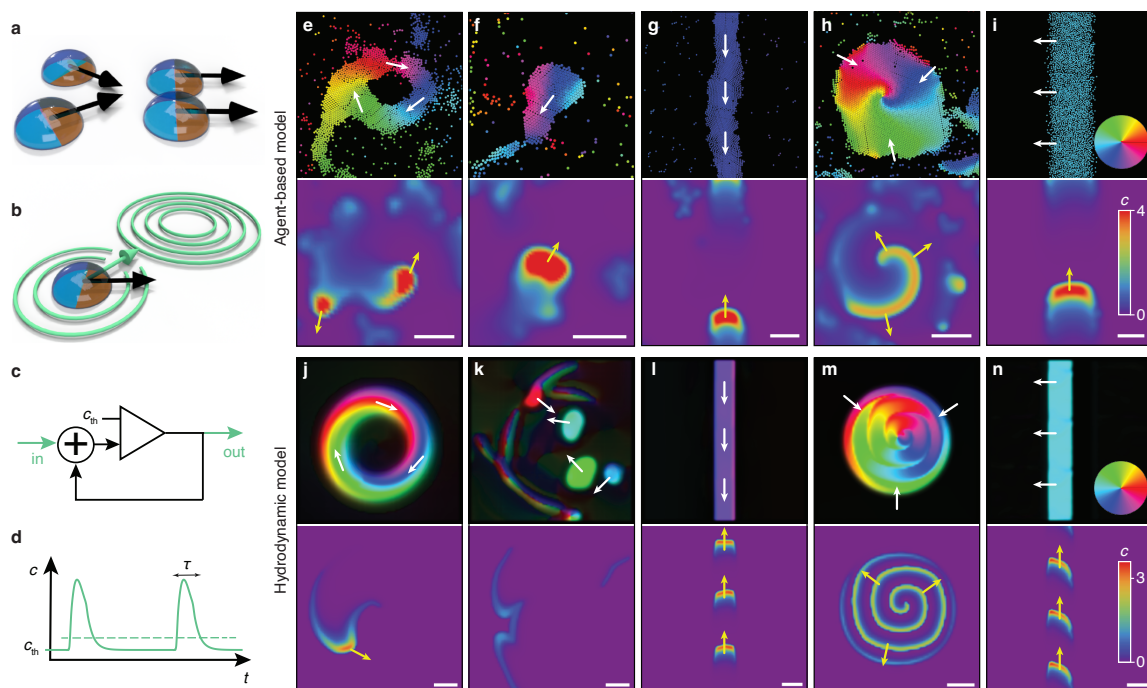 a
b
c
c_th
in
out
d
c
τ
c_th
t
Agent-based model
e
f
g
h
i
c
4
0
Hydrodynamic model
j
k
l
m
n
c
3
0